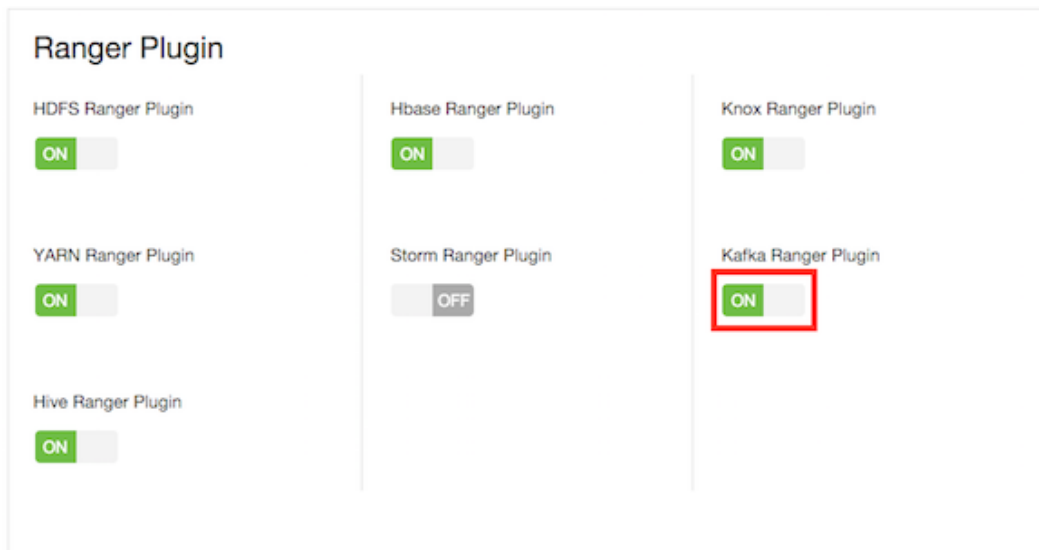 Ranger Plugin
HDFS Ranger Plugin
Hbase Ranger Plugin
Knox Ranger Plugin
ON
ON
ON
YARN Ranger Plugin
Storm Ranger Plugin
Kafka Ranger Plugin
ON
OFF
ON
Hive Ranger Plugin
ON